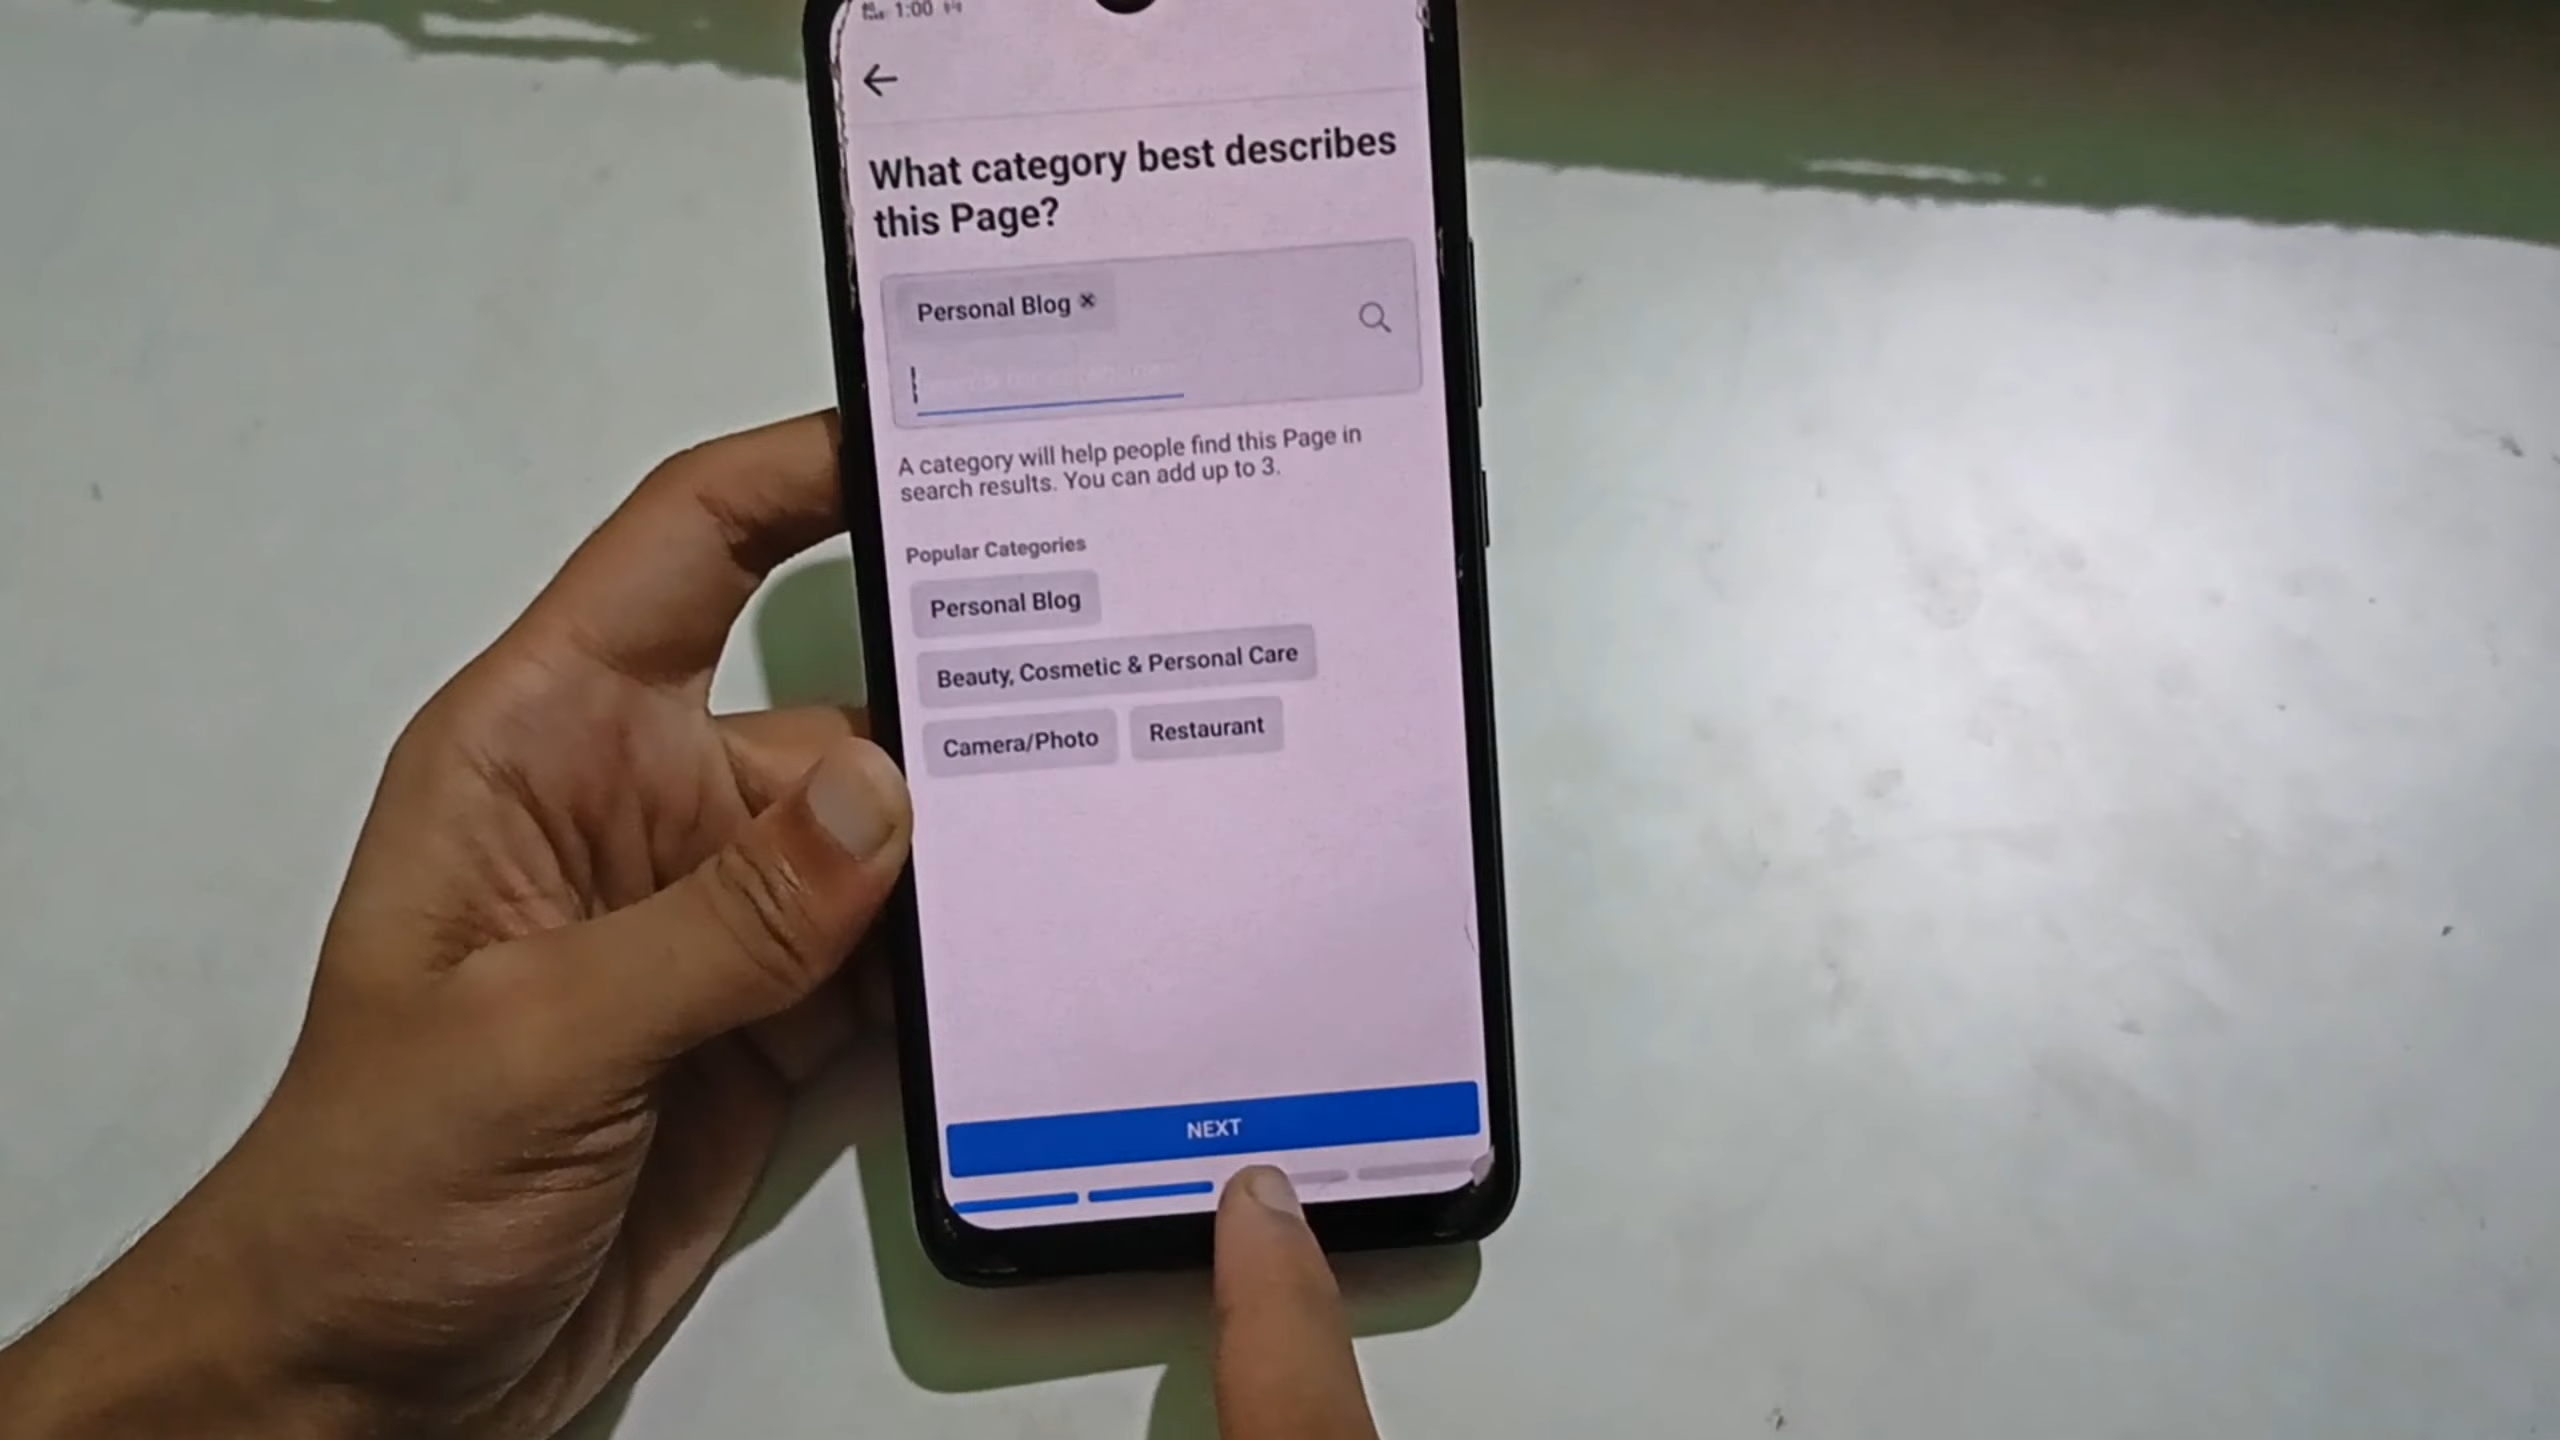 1:00
What category best describes
this Page?
Personal Blog ×
A category will help people find this Page in
search results. You can add up to 3.
Popular Categories
Personal Blog
Beauty, Cosmetic & Personal Care
Camera/Photo
Restaurant
NEXT